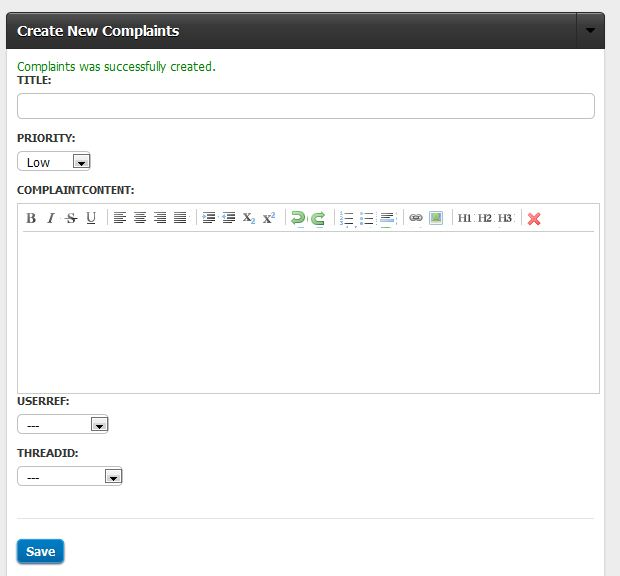 Create New Complaints
Complaints was successfully created.
TITLE:
PRIORITY:
Low
COMPLAINTCONTENT:
B I S U X2 X2 H1 H2 H3
USERREF:
---
THREADID:
---
Save